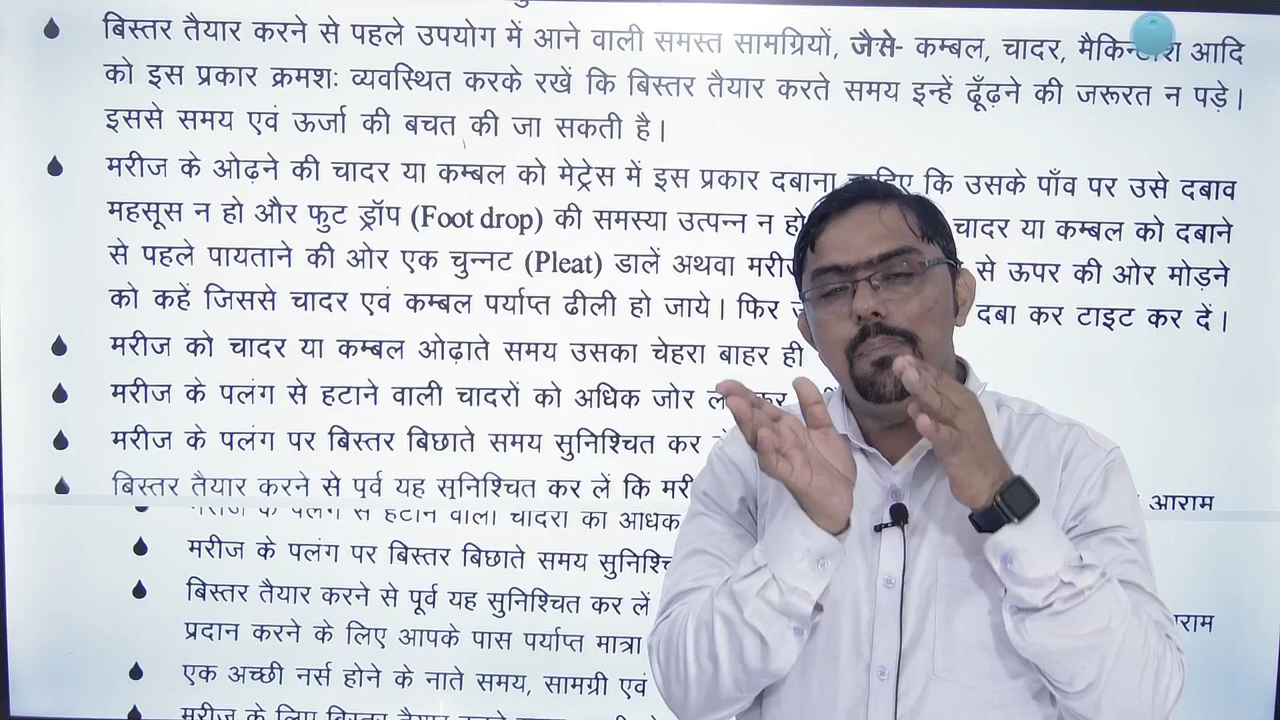 बिस्तर तैयार करने से पहले उपयोग में आने वाली समस्त सामग्रियों, जैसे- कम्बल, चादर, आदि
को इस प्रकार क्रमशः व्यवस्थित करके रखें कि बिस्तर तैयार करते समय इन्हें ढूँढ़ने की जरूरत न पड़े।
इससे समय एवं ऊर्जा की बचत की जा सकती है।
मरीज के ओढ़ने की चादर या कम्बल को मेट्रेस में इस प्रकार दबाना कि उसके पाँव पर उसे दबाव
महसूस न हो और फुट ड्रॉप (Foot drop) की समस्या उत्पन्न न हो चादर या कम्बल को दबाने
से पहले पायताने की ओर एक चुन्नट (Pleat) डालें अथवा से ऊपर की ओर मोड़ने
को कहें जिससे चादर एवं कम्बल पर्याप्त ढीली हो जाये। फिर दबा कर टाइट कर दें।
मरीज को चादर या कम्बल ओढ़ाते समय उसका चेहरा बाहर ही
मरीज के पलंग से हटाने वाली चादरों को अधिक जोर
मरीज के पलंग पर बिस्तर बिछाते समय सुनिश्चित कर
बिस्तर तैयार करने से पूर्व यह सुनिश्चित कर लें कि आराम
मरीज के पलंग पर बिस्तर बिछाते समय
बिस्तर तैयार करने से पूर्व यह सुनिश्चित कर लें
प्रदान करने के लिए आपके पास पर्याप्त मात्रा
एक अच्छी नर्स होने के नाते समय, सामग्री एवं